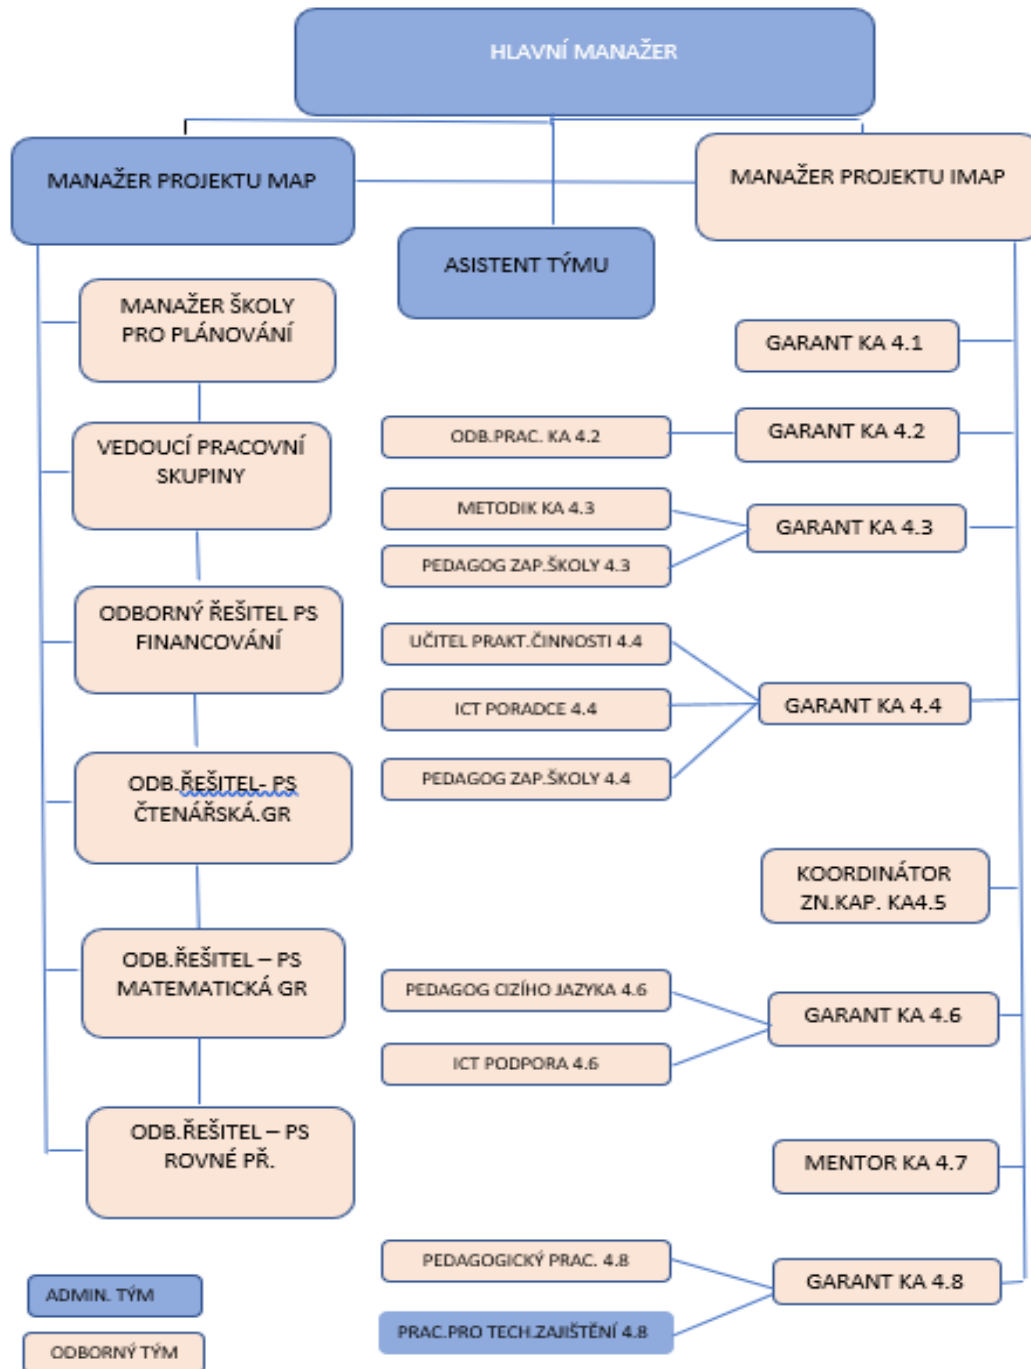 HLAVNÍ MANAŽER
MANAŽER PROJEKTU MAP
MANAŽER PROJEKTU IMAP
ASISTENT TÝMU
MANAŽER ŠKOLY
PRO PLÁNOVÁNÍ
VEDOUCÍ PRACOVNÍ
SKUPINY
ODBORNÝ ŘEŠITEL PS
FINANCOVÁNÍ
ODB.ŘEŠITEL- PS
ČTENÁŘSKÁ.GR
ODB.ŘEŠITEL – PS
MATEMATICKÁ GR
ODB.ŘEŠITEL – PS
ROVNÉ PŘ.
GARANT KA 4.1
ODB.PRAC. KA 4.2
GARANT KA 4.2
METODIK KA 4.3
PEDAGOG ZAP.ŠKOLY 4.3
GARANT KA 4.3
UČITEL PRAKT.ČINNOSTI 4.4
ICT PORADCE 4.4
PEDAGOG ZAP.ŠKOLY 4.4
GARANT KA 4.4
KOORDINÁTOR
ZN.KAP. KA4.5
PEDAGOG CIZÍHO JAZYKA 4.6
ICT PODPORA 4.6
GARANT KA 4.6
MENTOR KA 4.7
PEDAGOGICKÝ PRAC. 4.8
PRAC.PRO TECH.ZAJIŠTĚNÍ 4.8
GARANT KA 4.8
ADMIN. TÝM
ODBORNÝ TÝM